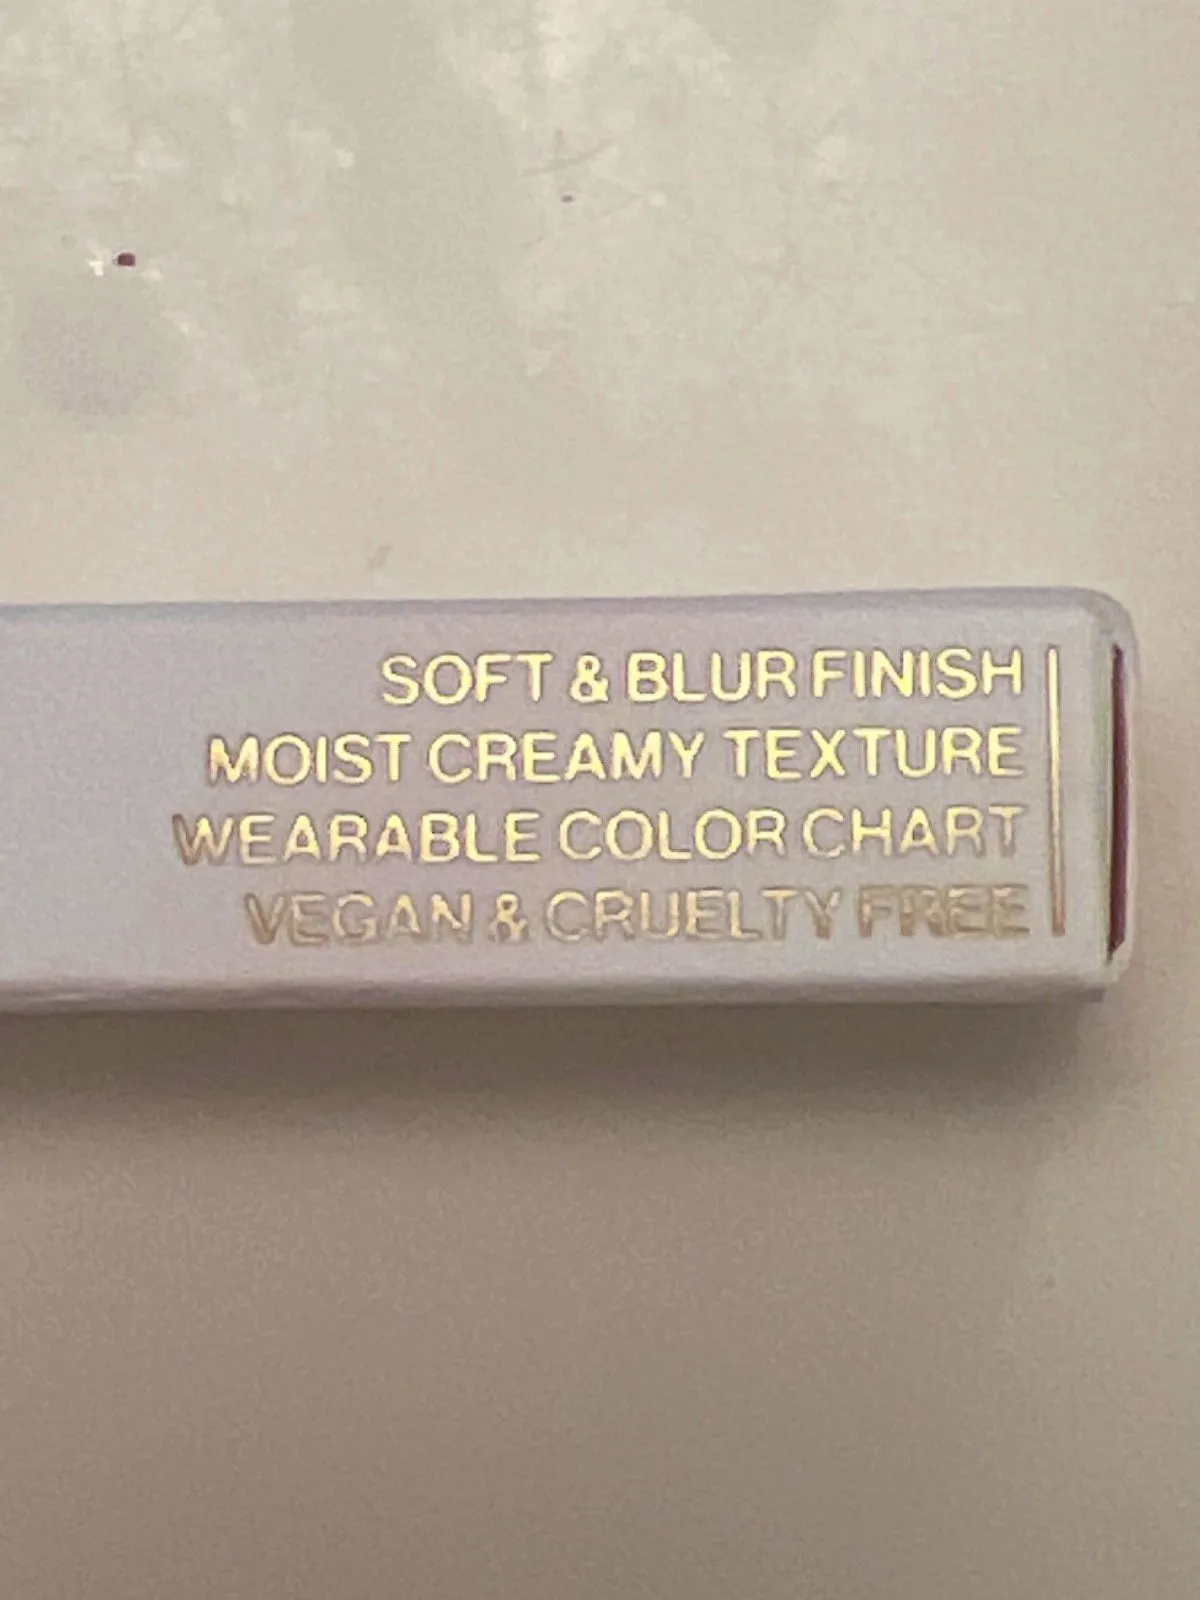 SOFT & BLUR FINISH
MOIST CREAMY TEXTURE
WEARABLE COLOR CHART
VEGAN & CRUELTY FREE